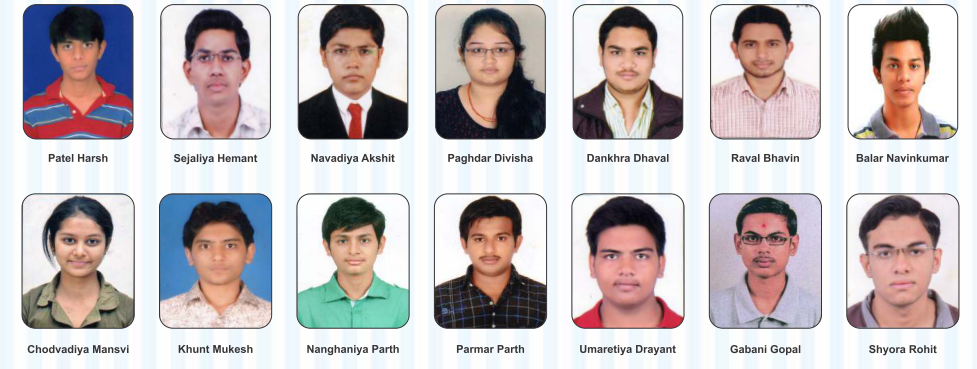 Patel Harsh
Sejaliya Hemant
Navadiya Akshit
Paghdar Divisha
Dankhra Dhaval
Raval Bhavin
Balar Navinkumar
Chodvadiya Mansvi
Khunt Mukesh
Nanghaniya Parth
Parmar Parth
Umaretiya Drayant
Gabani Gopal
Shyora Rohit